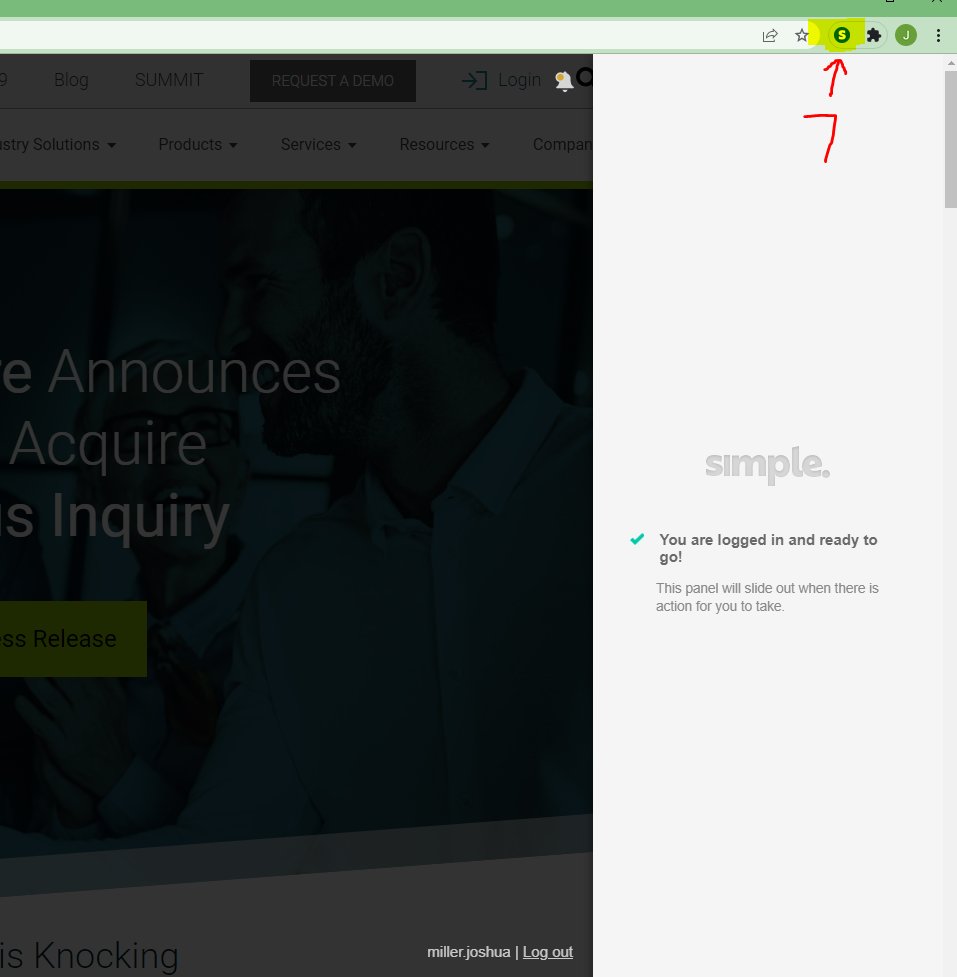 S
J
9
Blog
SUMMIT
REQUEST A DEMO
Login
7
stry Solutions
Products
Services
Resources
Compan
e Announces
Acquire
s Inquiry
ss Release
simple.
You are logged in and ready to
go!
This panel will slide out when there is
action for you to take.
is Knocking
miller.joshua | Log out